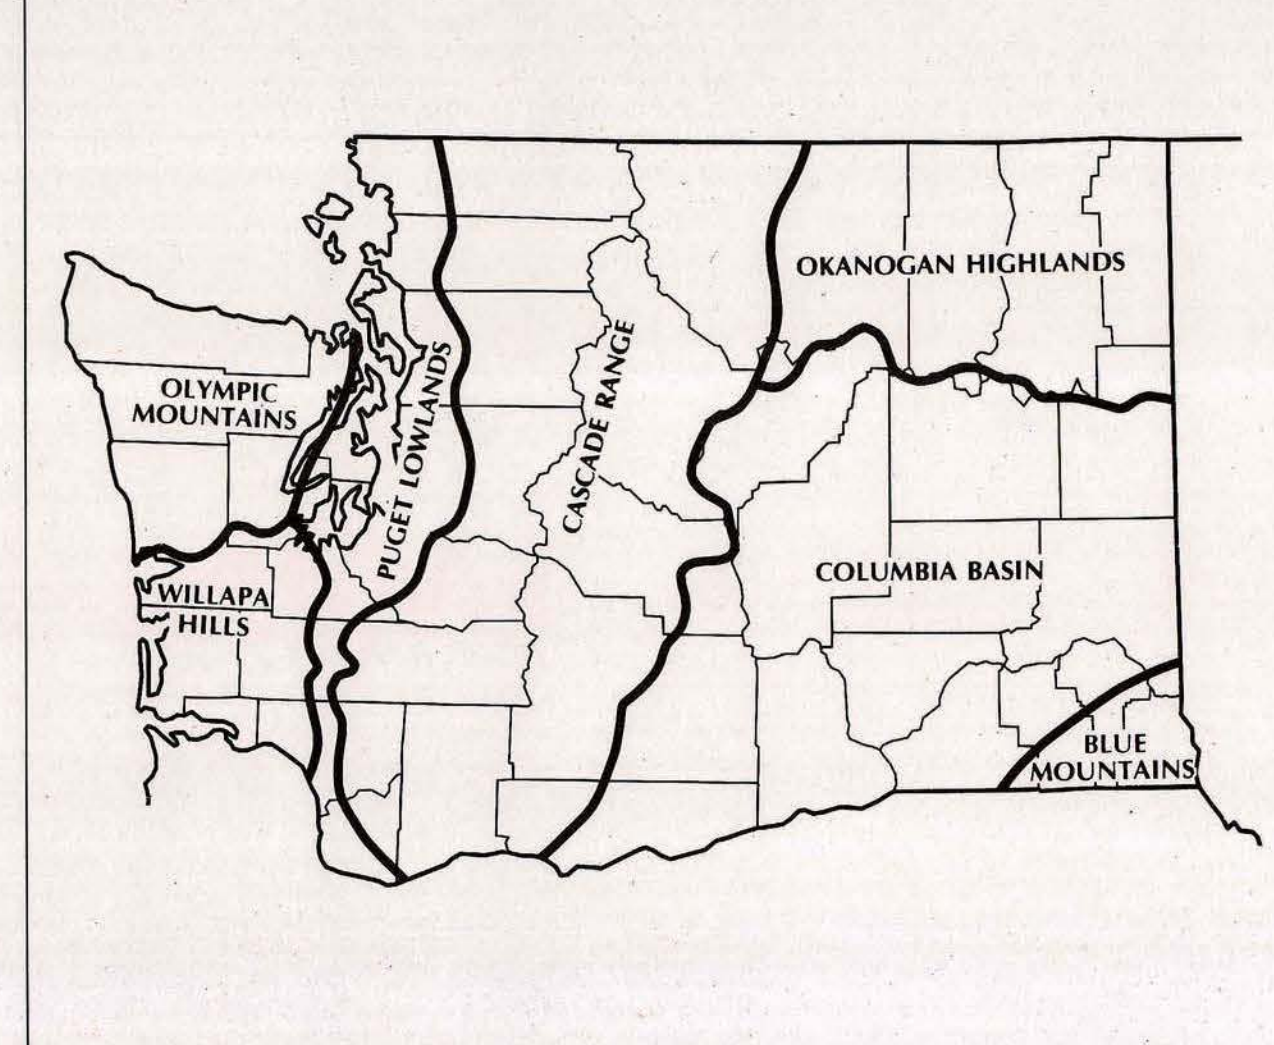 OKANOGAN HIGHLANDS
OLYMPIC
MOUNTAINS
PUGET LOWLANDS
CASCADE RANGE
WILLAPA
HILLS
COLUMBIA BASIN
BLUE
MOUNTAINS